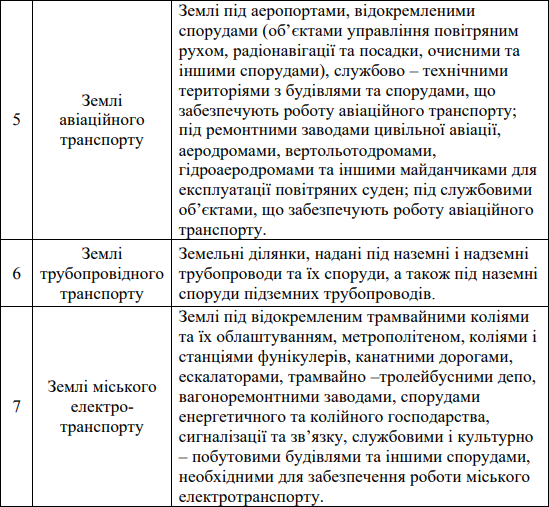 5
Землі
авіаційного
транспорту
Землі під аеропортами, відокремленими
спорудами (об’єктами управління повітряним
рухом, радіонавігації та посадки, очисними та
іншими спорудами), службово – технічними
територіями з будівлями та спорудами, що
забезпечують роботу авіаційного транспорту;
під ремонтними заводами цивільної авіації,
аеродромами, вертольотодромами,
гідроаеродромами та іншими майданчиками для
експлуатації повітряних суден; під службовими
об’єктами, що забезпечують роботу авіаційного
транспорту.
6
Землі
трубопровідного
транспорту
Земельні ділянки, надані під наземні і надземні
трубопроводи та їх споруди, а також під наземні
споруди підземних трубопроводів.
7
Землі міського
електро-
транспорту
Землі під відокремленим трамвайними коліями
та їх облаштуванням, метрополітеном, коліями і
станціями фунікулерів, канатними дорогами,
ескалаторами, трамвайно –тролейбусними депо,
вагоноремонтними заводами, спорудами
енергетичного та колійного господарства,
сигналізації та зв’язку, службовими і культурно
– побутовими будівлями та іншими спорудами,
необхідними для забезпечення роботи міського
електротранспорту.